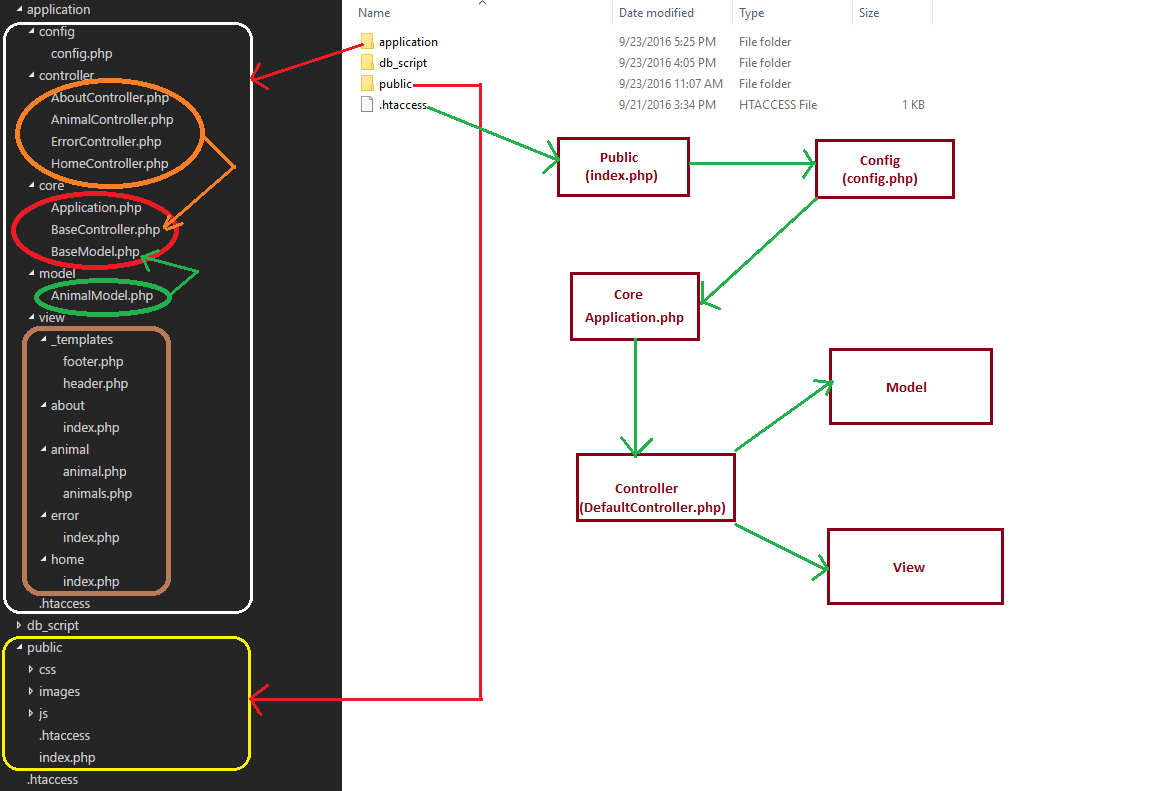 application
config
config.php
controller
AboutController.php
AnimalController.php
ErrorController.php
HomeController.php
core
Application.php
BaseController.php
BaseModel.php
model
AnimalModel.php
view
_templates
footer.php
header.php
about
index.php
animal
animal.php
animals.php
error
index.php
home
index.php
.htaccess
db_script
public
css
images
js
.htaccess
index.php
.htaccess
Name Date modified Type Size
application 9/23/2016 5:25 PM File folder
db_script 9/23/2016 4:05 PM File folder
public 9/23/2016 11:07 AM File folder
.htaccess 9/21/2016 3:34 PM HTACCESS File 1 KB
Public
(index.php)
Config
(config.php)
Core
Application.php
Model
Controller
(DefaultController.php)
View